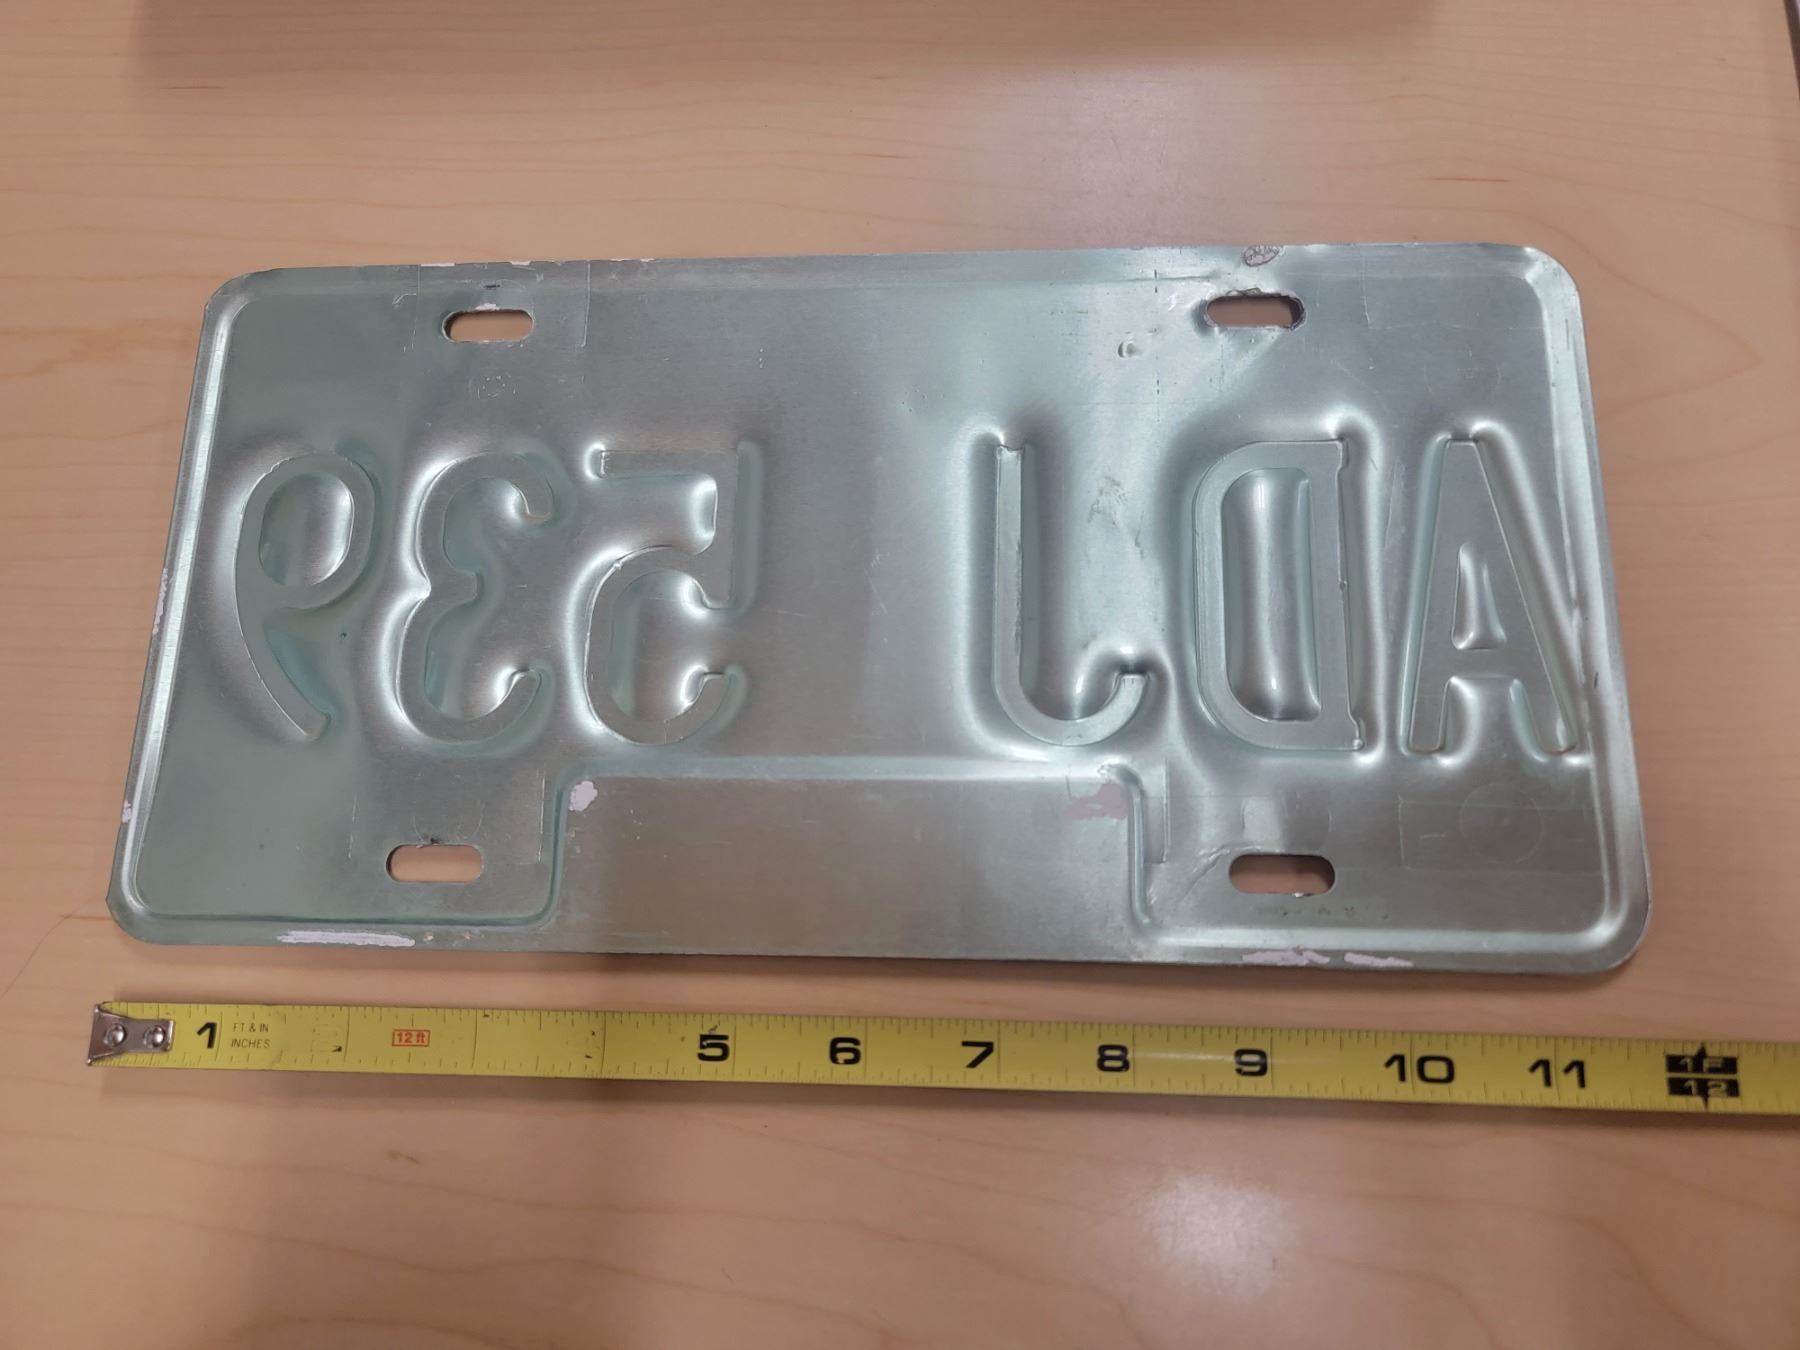 ADJ 539
1 FT & IN 12 ft 5 6 7 8 9 10 11 1F
INCHES 12